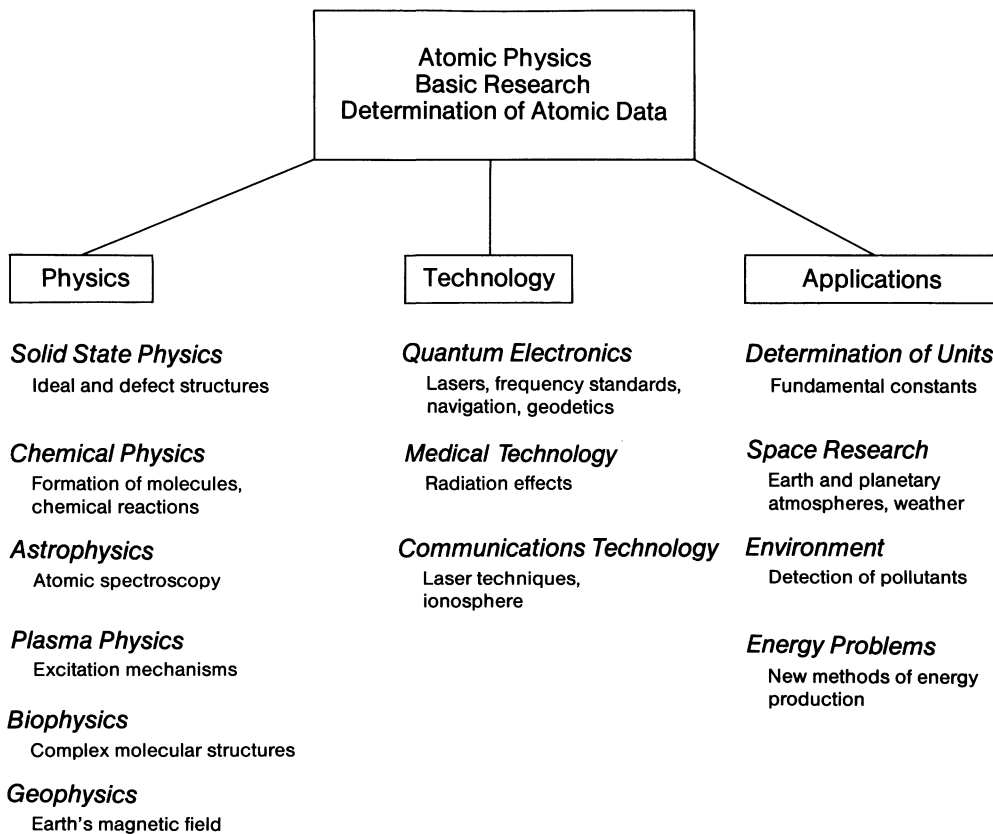 Atomic Physics
Basic Research
Determination of Atomic Data
Physics
Solid State Physics
Ideal and defect structures
Chemical Physics
Formation of molecules,
chemical reactions
Astrophysics
Atomic spectroscopy
Plasma Physics
Excitation mechanisms
Biophysics
Complex molecular structures
Geophysics
Earth's magnetic field
Technology
Quantum Electronics
Lasers, frequency standards,
navigation, geodetics
Medical Technology
Radiation effects
Communications Technology
Laser techniques,
ionosphere
Applications
Determination of Units
Fundamental constants
Space Research
Earth and planetary
atmospheres, weather
Environment
Detection of pollutants
Energy Problems
New methods of energy
production